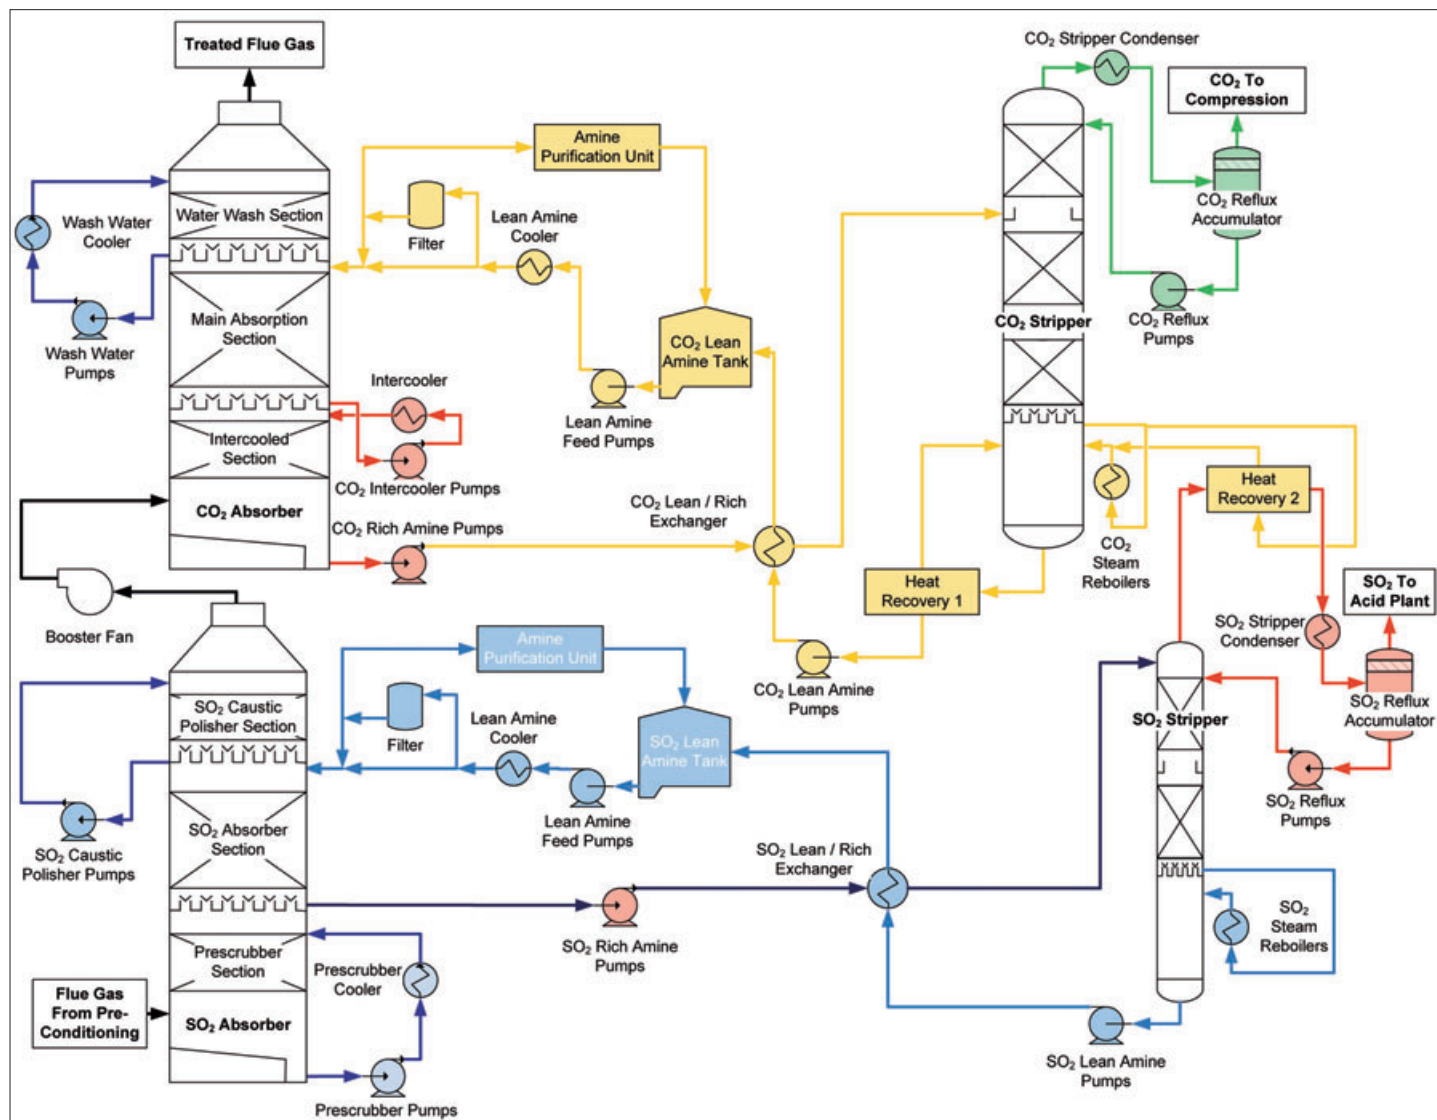 Treated Flue Gas
CO₂ Stripper Condenser
CO₂ To
Compression
Amine
Purification Unit
Water Wash Section
Wash Water
Cooler
Filter
Lean Amine
Cooler
CO₂ Reflux
Accumulator
Main Absorption
Section
Wash Water
Pumps
CO₂ Lean
Amine Tank
CO₂ Stripper
CO₂ Reflux
Pumps
Intercooler
Lean Amine
Feed Pumps
Intercooled
Section
CO₂ Intercooler Pumps
CO₂ Absorber
CO₂ Rich Amine Pumps
CO₂ Lean / Rich
Exchanger
Heat
Recovery 2
CO₂
Steam
Reboilers
Heat
Recovery 1
SO₂ To
Acid Plant
Booster Fan
SO₂ Stripper
Condenser
Amine
Purification Unit
CO₂ Lean Amine
Pumps
SO₂ Caustic
Polisher Section
Filter
Lean Amine
Cooler
SO₂ Lean
Amine Tank
SO₂ Stripper
SO₂ Reflux
Accumulator
SO₂ Reflux
Pumps
SO₂ Absorber
Section
SO₂ Caustic
Polisher Pumps
Lean Amine
Feed Pumps
SO₂ Lean / Rich
Exchanger
SO₂
Steam
Reboilers
SO₂ Rich Amine
Pumps
Prescrubber
Section
Prescrubber
Cooler
Flue Gas
From Pre-
Conditioning
SO₂ Absorber
SO₂ Lean Amine
Pumps
Prescrubber Pumps